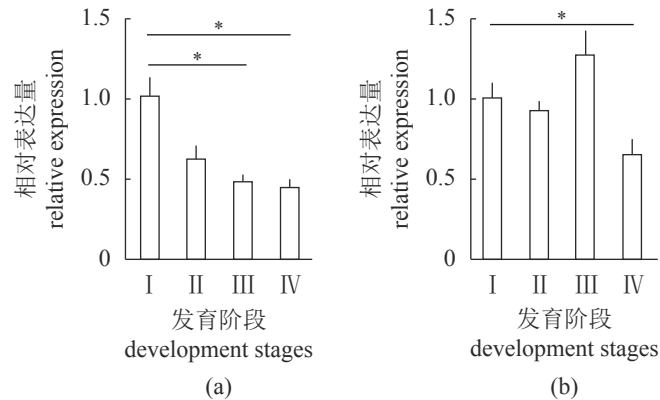 1.5
1.0
0.5
0
相对表达量
relative expression
*
*
I II III IV
发育阶段
development stages
(a)
1.5
1.0
0.5
0
相对表达量
relative expression
*
I II III IV
发育阶段
development stages
(b)